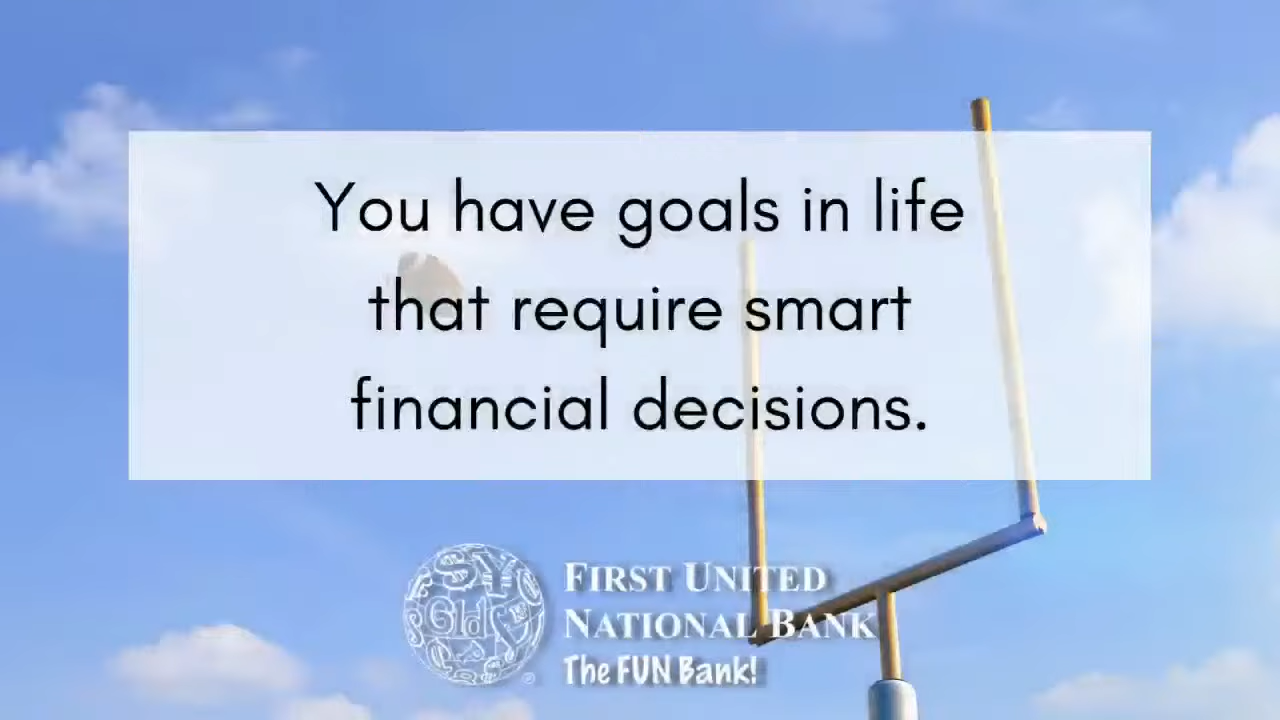 You have goals in life
that require smart
financial decisions.
FIRST UNITED
NATIONAL BANK
The FUN Bank!